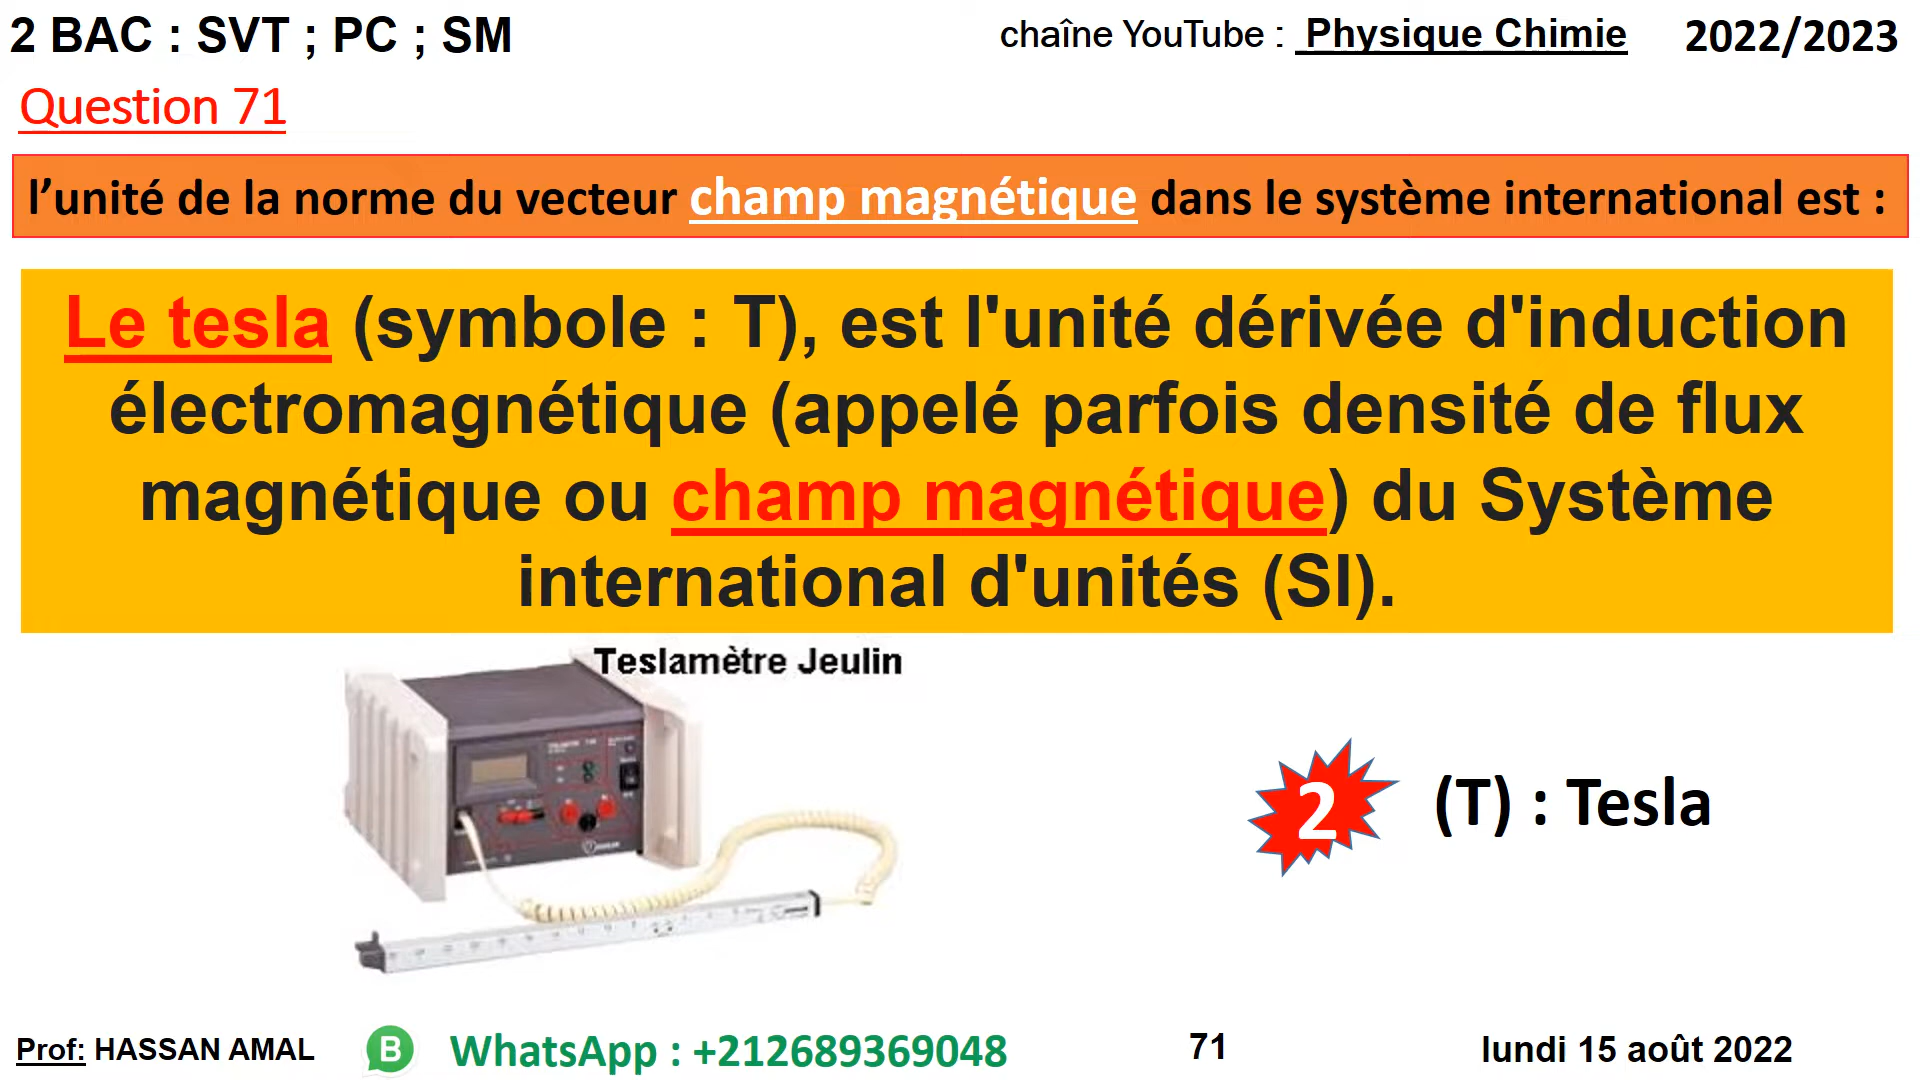 2 BAC : SVT ; PC ; SM
chaîne YouTube : Physique Chimie
2022/2023
Question 71
l’unité de la norme du vecteur champ magnétique dans le système international est :
Le tesla (symbole : T), est l'unité dérivée d'induction
électromagnétique (appelé parfois densité de flux
magnétique ou champ magnétique) du Système
international d'unités (SI).
Teslamètre Jeulin
2
(T) : Tesla
Prof: HASSAN AMAL
B
WhatsApp : +212689369048
71
lundi 15 août 2022